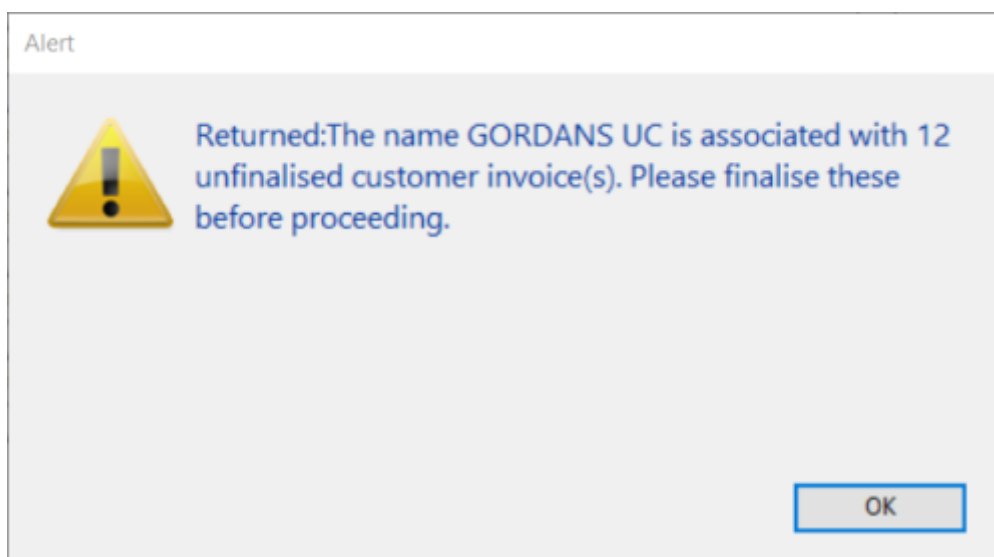 Alert
Returned:The name GORDANS UC is associated with 12
unfinalised customer invoice(s). Please finalise these
before proceeding.
OK